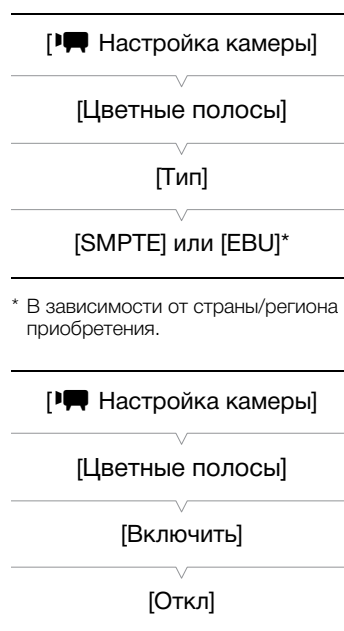 [ Настройка камеры]
[Цветные полосы]
[Тип]
[SMPTE] или [EBU]*
* В зависимости от страны/региона
приобретения.
[ Настройка камеры]
[Цветные полосы]
[Включить]
[Откл]